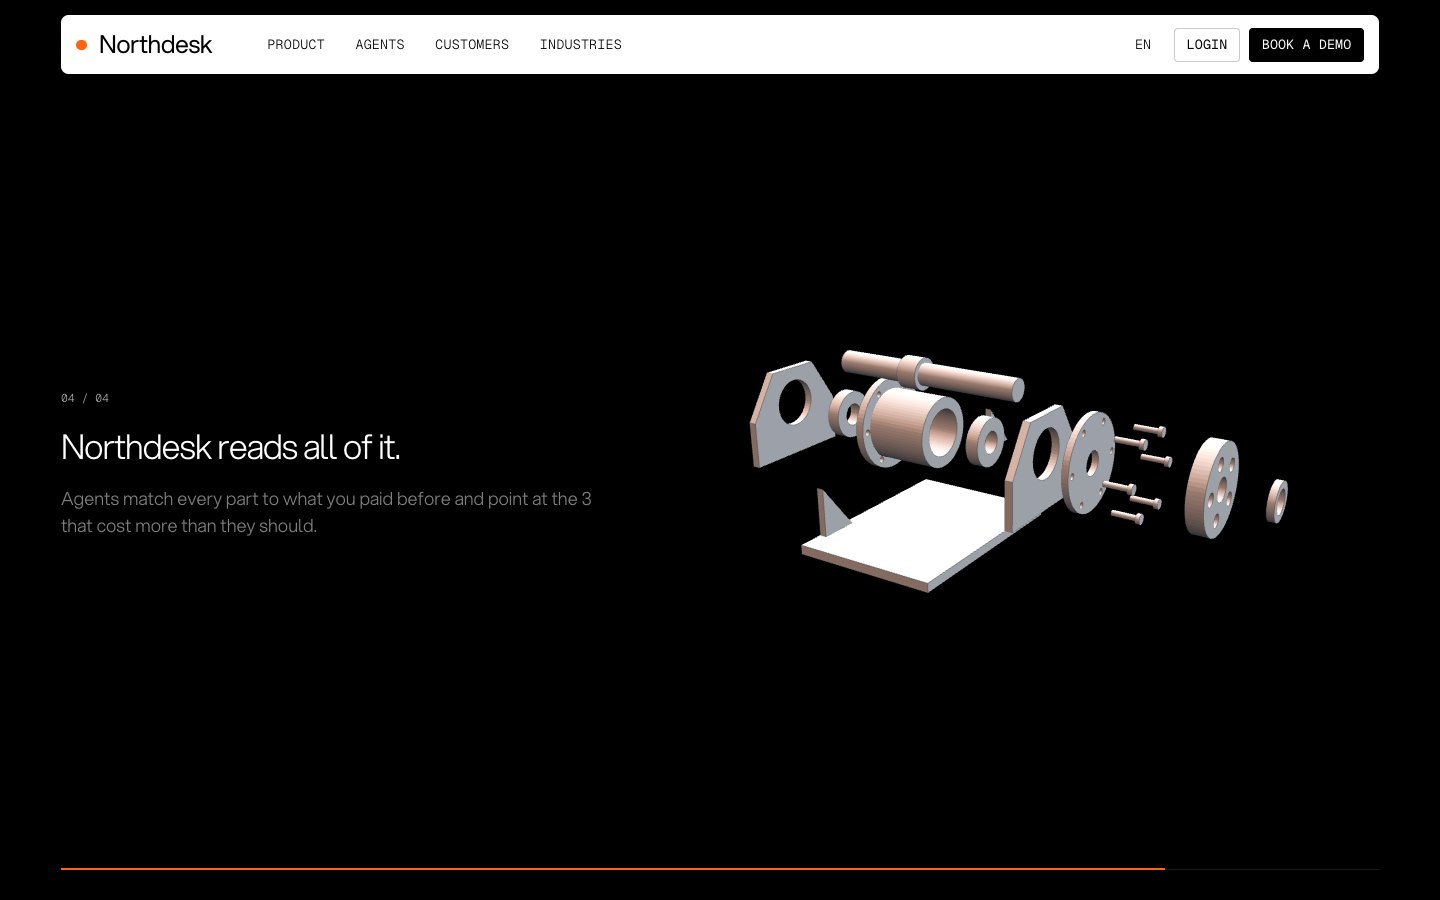 Northdesk
PRODUCT
AGENTS
CUSTOMERS
INDUSTRIES
EN
LOGIN
BOOK A DEMO
04 / 04
Northdesk reads all of it.
Agents match every part to what you paid before and point at the 3
that cost more than they should.